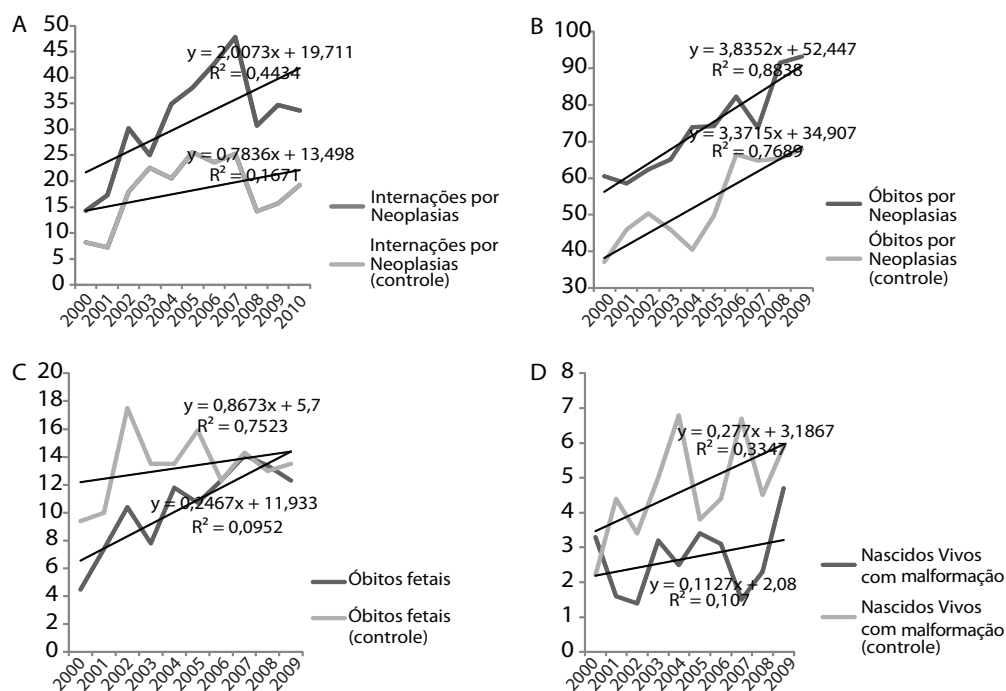 A
50
45
40
35
30
25
20
15
10
5
0
y = 2,0073x + 19,711
R² = 0,4434
y = 0,7836x + 13,498
R² = 0,1671
2000
2001
2002
2003
2004
2005
2006
2007
2008
2009
2010
Internações por
Neoplasias
Internações por
Neoplasias
(controle)
B
100
90
80
70
60
50
40
30
y = 3,8352x + 52,447
R² = 0,8838
y = 3,3715x + 34,907
R² = 0,7689
2000
2001
2002
2003
2004
2005
2006
2007
2008
2009
Óbitos por
Neoplasias
Óbitos por
Neoplasias
(controle)
C
20
18
16
14
12
10
8
6
4
2
0
y = 0,8673x + 5,7
R² = 0,7523
y = 0,2467x + 11,933
R² = 0,0952
2000
2001
2002
2003
2004
2005
2006
2007
2008
2009
Óbitos fetais
Óbitos fetais
(controle)
D
8
7
6
5
4
3
2
1
0
y = 0,277x + 3,1867
R² = 0,3347
y = 0,1127x + 2,08
R² = 0,107
2000
2001
2002
2003
2004
2005
2006
2007
2008
2009
Nascidos Vivos
com malformação
Nascidos Vivos
com malformação
(controle)